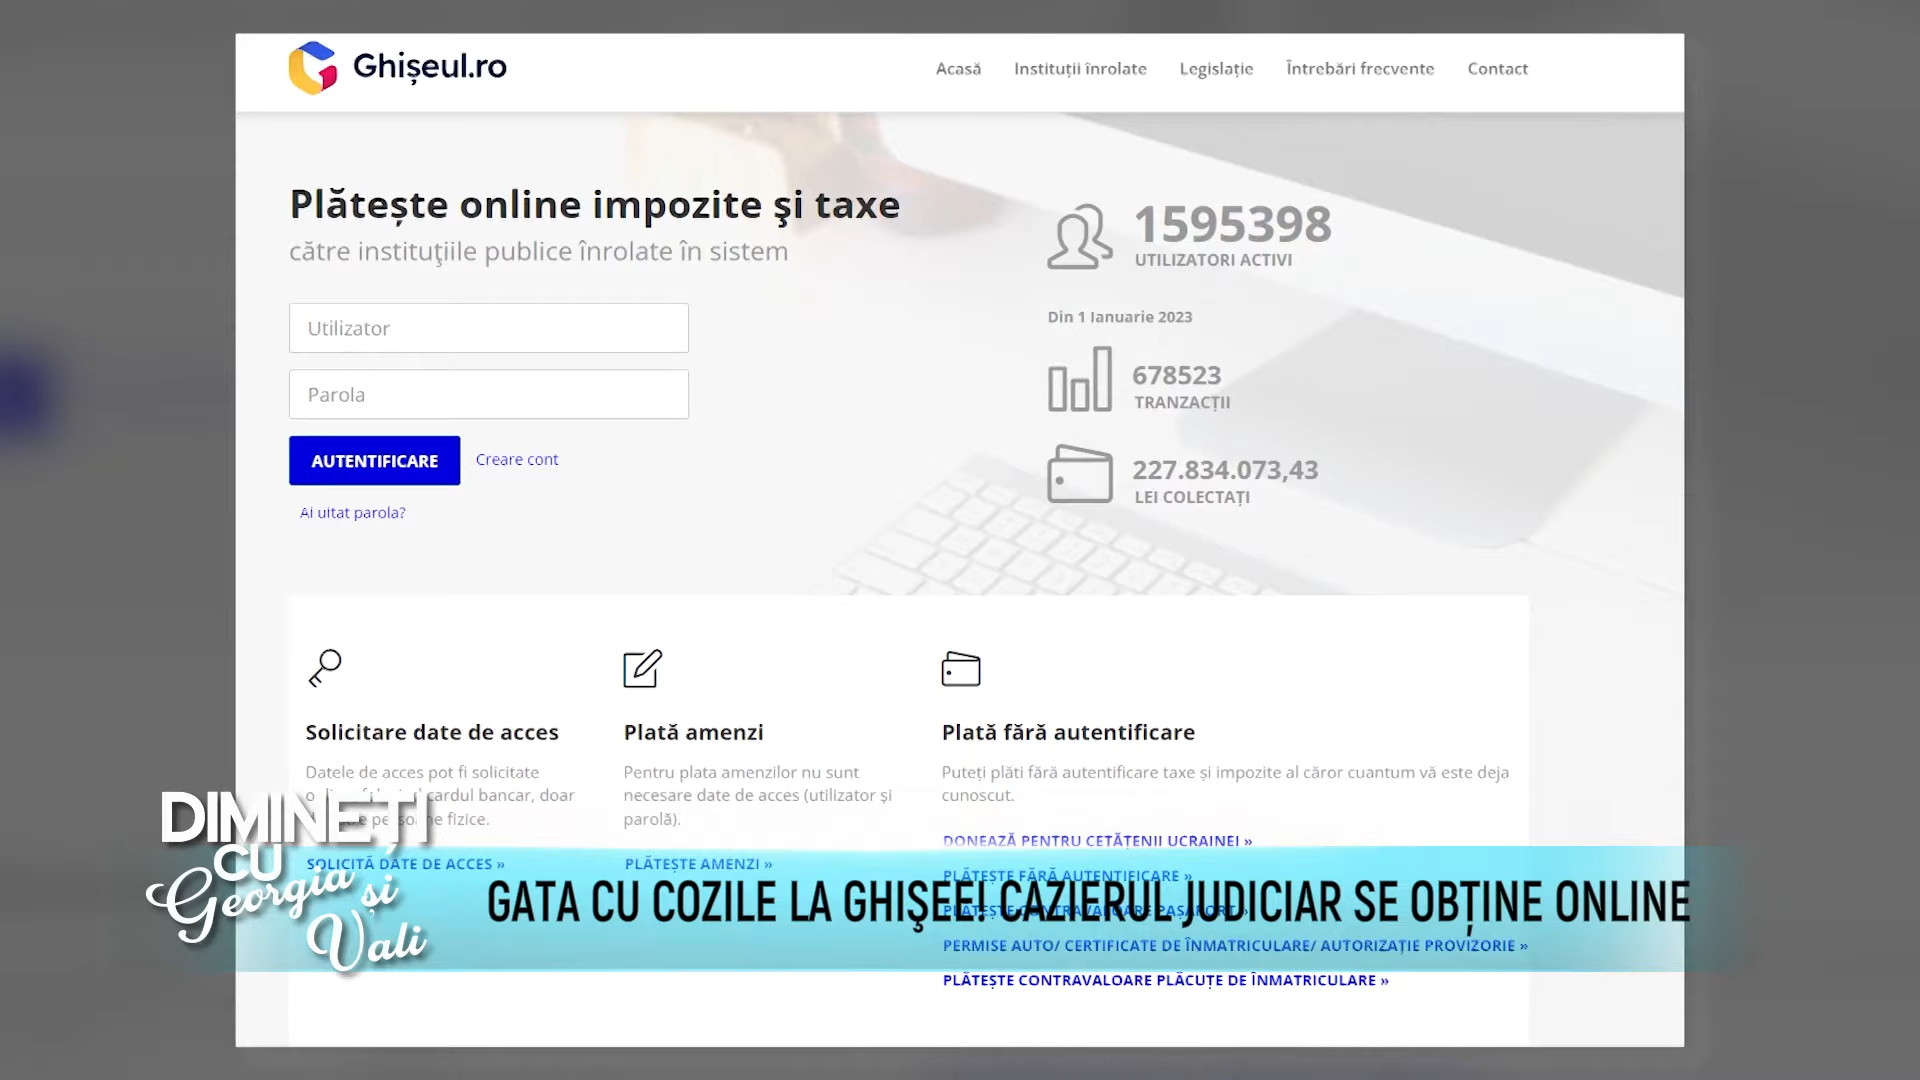 Ghișeul.ro
Acasă Instituții înrolate Legislație Întrebări frecvente Contact
Plătește online impozite şi taxe
către instituţiile publice înrolate în sistem
Utilizator
Parola
AUTENTIFICARE Creare cont
Ai uitat parola?
1595398
UTILIZATORI ACTIVI
Din 1 Ianuarie 2023
678523
TRANZACȚII
227.834.073,43
LEI COLECTAȚI
Solicitare date de acces
Datele de acces pot fi solicitate
cardul bancar, doar
fizice.
SOLICITĂ DATE DE ACCES »
Plată amenzi
Pentru plata amenzilor nu sunt
necesare date de acces (utilizator și
parolă).
PLĂTEȘTE AMENZI »
Plată fără autentificare
Puteți plăti fără autentificare taxe și impozite al căror cuantum vă este deja
cunoscut.
DONEAZĂ PENTRU CETĂȚENII UCRAINEI »
PLĂTEȘTE FĂRĂ AUTENTIFICARE »
PLĂTEȘTE CONTRAVALOARE PAȘAPORT »
PERMISE AUTO/ CERTIFICATE DE ÎNMATRICULARE/ AUTORIZAȚIE PROVIZORIE »
PLĂTEȘTE CONTRAVALOARE PLĂCUȚE DE ÎNMATRICULARE »
DIMINEȚI
CU
Georgia și
Vali
GATA CU COZILE LA GHIŞEE! CAZIERUL JUDICIAR SE OBȚINE ONLINE